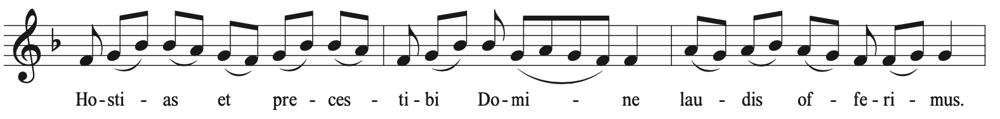 Ho - sti - as et pre - ces - ti - bi Do - mi - ne lau - dis of - fe - ri - mus.